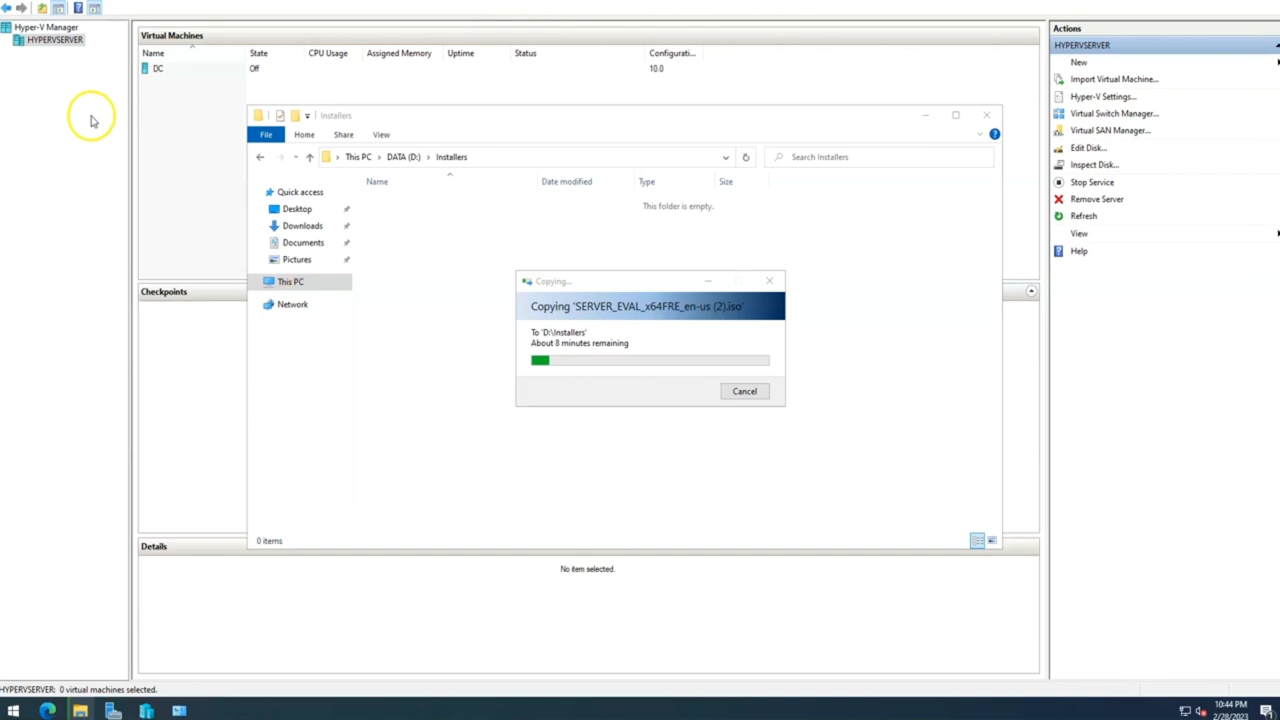 Hyper-V Manager
HYPERVSERVER
Virtual Machines
Name State CPU Usage Assigned Memory Uptime Status Configurati...
DC Off 10.0
Installers
File Home Share View
This PC > DATA (D:) > Installers
Search Installers
Name Date modified Type Size
This folder is empty.
Quick access
Desktop
Downloads
Documents
Pictures
This PC
Network
Copying...
Copying 'SERVER_EVAL_x64FRE_en-us (2).iso'
To 'D:\Installers'
About 8 minutes remaining
Cancel
0 items
Checkpoints
Details
No item selected.
Actions
HYPERVSERVER
New
Import Virtual Machine...
Hyper-V Settings...
Virtual Switch Manager...
Virtual SAN Manager...
Edit Disk...
Inspect Disk...
Stop Service
Remove Server
Refresh
View
Help
HYPERVSERVER: 0 virtual machines selected.
10:44 PM
2/28/2023